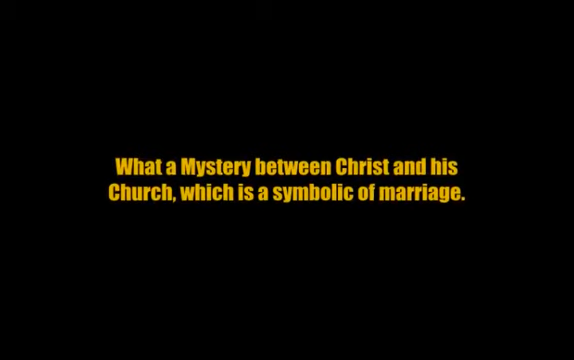 What a Mystery between Christ and his
Church, which is a symbolic of marriage.